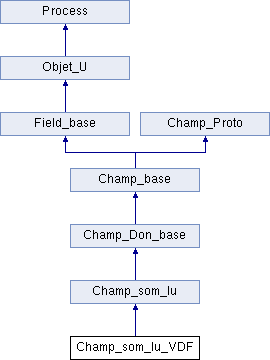 Process
Objet_U
Field_base
Champ_Proto
Champ_base
Champ_Don_base
Champ_som_lu
Champ_som_lu_VDF